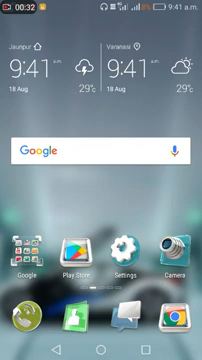 00:32
9:41 a.m.
Jaunpur
Varanasi
9:41 a.m.
9:41 a.m.
18 Aug
29°c
18 Aug
29°c
Google
Google
Play Store
Settings
Camera